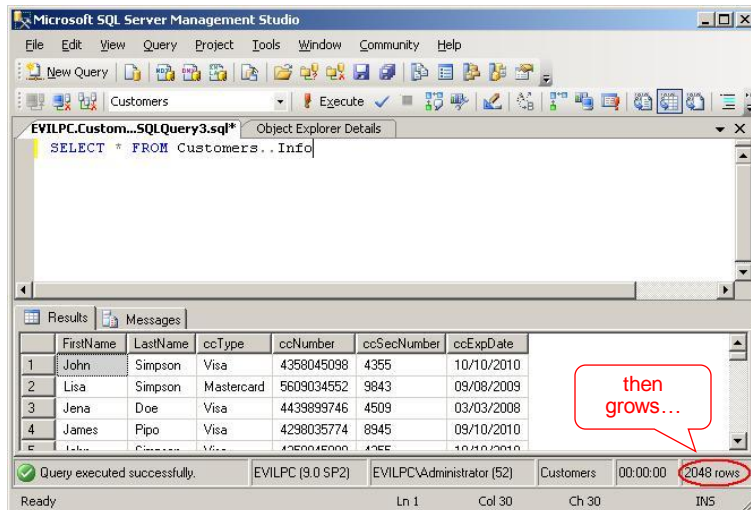 Microsoft SQL Server Management Studio
File Edit View Query Project Tools Window Community Help
New Query
Customers Execute
EVILPC.Custom...SQLQuery3.sql* Object Explorer Details
SELECT * FROM Customers..Info
Results Messages
FirstName LastName ccType ccNumber ccSecNumber ccExpDate
1 John Simpson Visa 4358045098 4355 10/10/2010
2 Lisa Simpson Mastercard 5609034552 9843 09/08/2009
3 Jena Doe Visa 4439899746 4509 03/03/2008
4 James Pipo Visa 4298035774 8945 09/10/2010
then
grows...
Query executed successfully. EVILPC (9.0 SP2) EVILPC\Administrator (52) Customers 00:00:00 2048 rows
Ready Ln 1 Col 30 Ch 30 INS